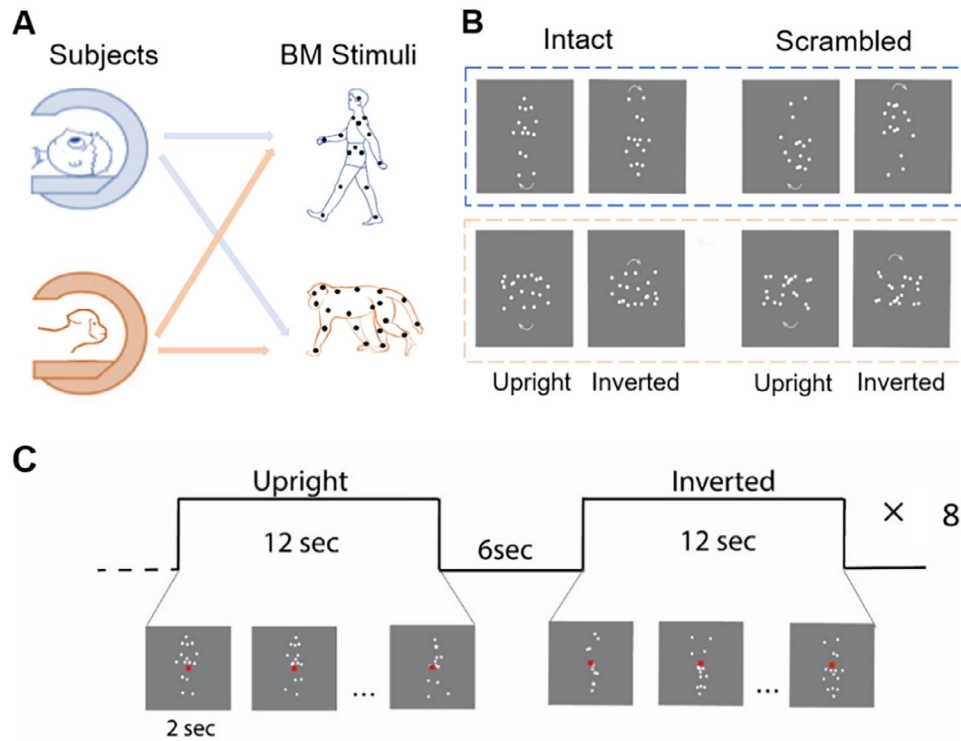 A
Subjects BM Stimuli
B
Intact Scrambled
Upright Inverted Upright Inverted
C
Upright Inverted
× 8
12 sec 6sec 12 sec
... ...
2 sec